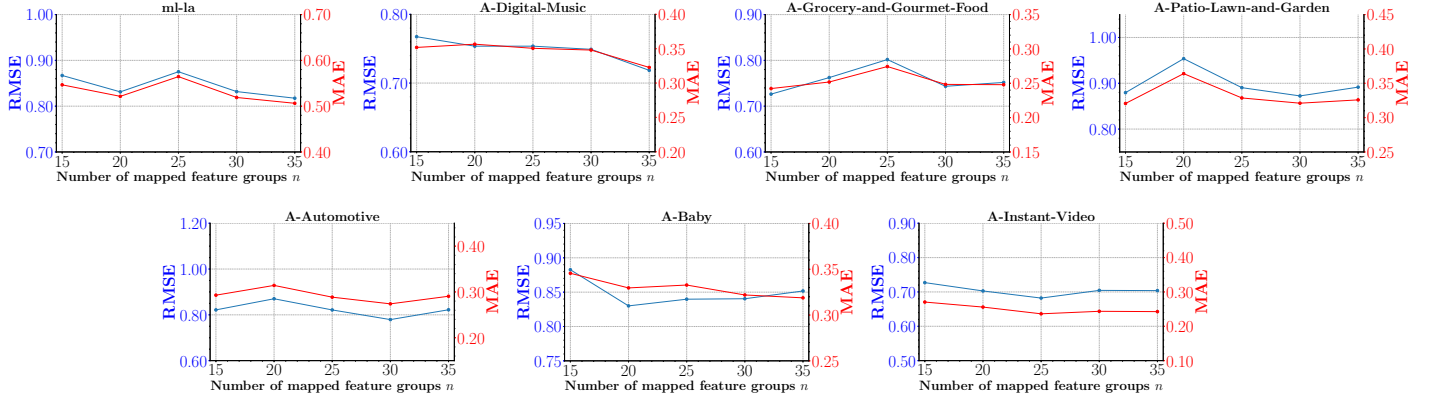 ml-la
RMSE
1.00
0.90
0.80
0.70
0.70
0.60
0.50
0.40
MAE
15 20 25 30 35
Number of mapped feature groups n
A-Digital-Music
RMSE
0.80
0.70
0.60
0.40
0.35
0.30
0.25
0.20
MAE
15 20 25 30 35
Number of mapped feature groups n
A-Grocery-and-Gourmet-Food
RMSE
0.90
0.80
0.70
0.60
0.35
0.30
0.25
0.20
0.15
MAE
15 20 25 30 35
Number of mapped feature groups n
A-Patio-Lawn-and-Garden
RMSE
1.00
0.90
0.80
0.45
0.40
0.35
0.30
0.25
MAE
15 20 25 30 35
Number of mapped feature groups n
A-Automotive
RMSE
1.20
1.00
0.80
0.60
0.40
0.30
0.20
MAE
15 20 25 30 35
Number of mapped feature groups n
A-Baby
RMSE
0.95
0.90
0.85
0.80
0.75
0.40
0.35
0.30
0.25
MAE
15 20 25 30 35
Number of mapped feature groups n
A-Instant-Video
RMSE
0.90
0.80
0.70
0.60
0.50
0.50
0.40
0.30
0.20
0.10
MAE
15 20 25 30 35
Number of mapped feature groups n